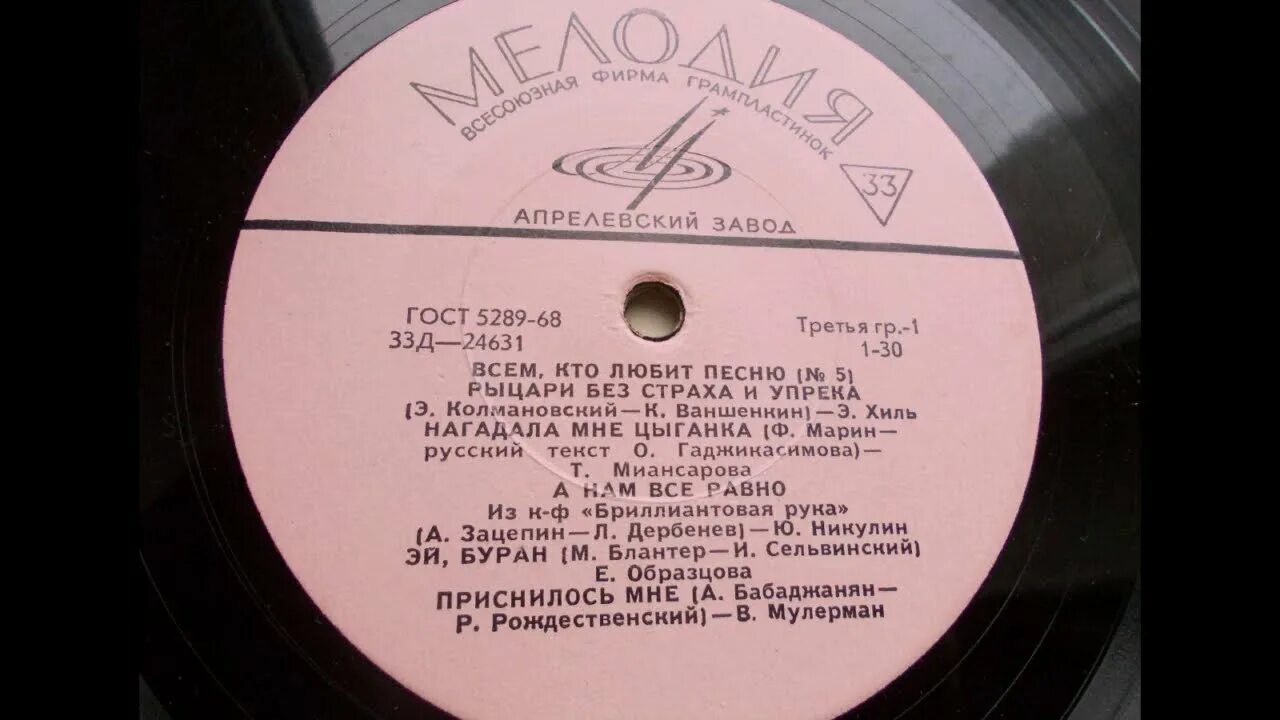 МЕЛОДИЯ
ВСЕСОЮЗНАЯ ФИРМА ГРАМПЛАСТИНОК
33
АПРЕЛЕВСКИЙ ЗАВОД
ГОСТ 5289-68
33Д—24631
Третья гр.-1
1-30
ВСЕМ, КТО ЛЮБИТ ПЕСНЮ (№ 5)
РЫЦАРИ БЕЗ СТРАХА И УПРЕКА
(Э. Колмановский—К. Ваншенкин)—Э. Хиль
НАГАДАЛА МНЕ ЦЫГАНКА (Ф. Марин—
русский текст О. Гаджикасимова)—
Т. Миансарова
А НАМ ВСЕ РАВНО
Из к-ф «Бриллиантовая рука»
(А. Зацепин—Л. Дербенев)—Ю. Никулин
ЭЙ, БУРАН (М. Блантер—И. Сельвинский)
Е. Образцова
ПРИСНИЛОСЬ МНЕ (А. Бабаджанян—
Р. Рождественский)—В. Мулерман